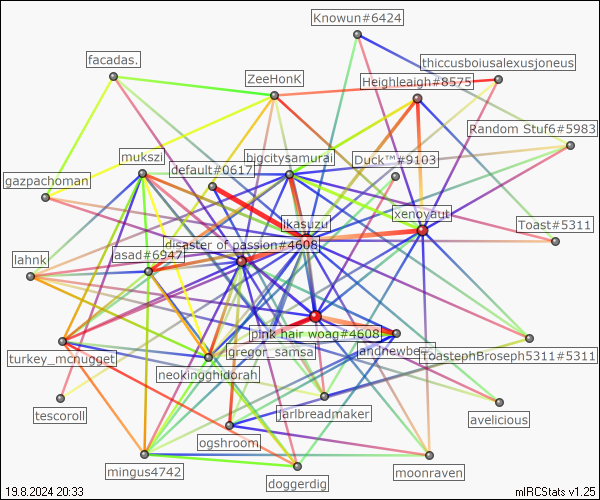 Knowun#6424
facadas.
thiccusboiusalexusjoneus
ZeeHonK
Heighleaigh#8575
Random Stuf6#5983
mukszi
bigcitysamurai
Duck™#9103
default#0617
gazpachoman
xenoyaut
ikasuzu
Toast#5311
disaster of passion#4608
asad#6947
lahnk
pink hair woag#4608
gregor_samsa
turkey_mcnugget
ToastephBroseph5311#5311
neokingghidorah
tescoroll
jarlbreadmaker
avelicious
ogshroom
mingus4742
moonraven
doggerdig
19.8.2024 20:33
mIRCStats v1.25